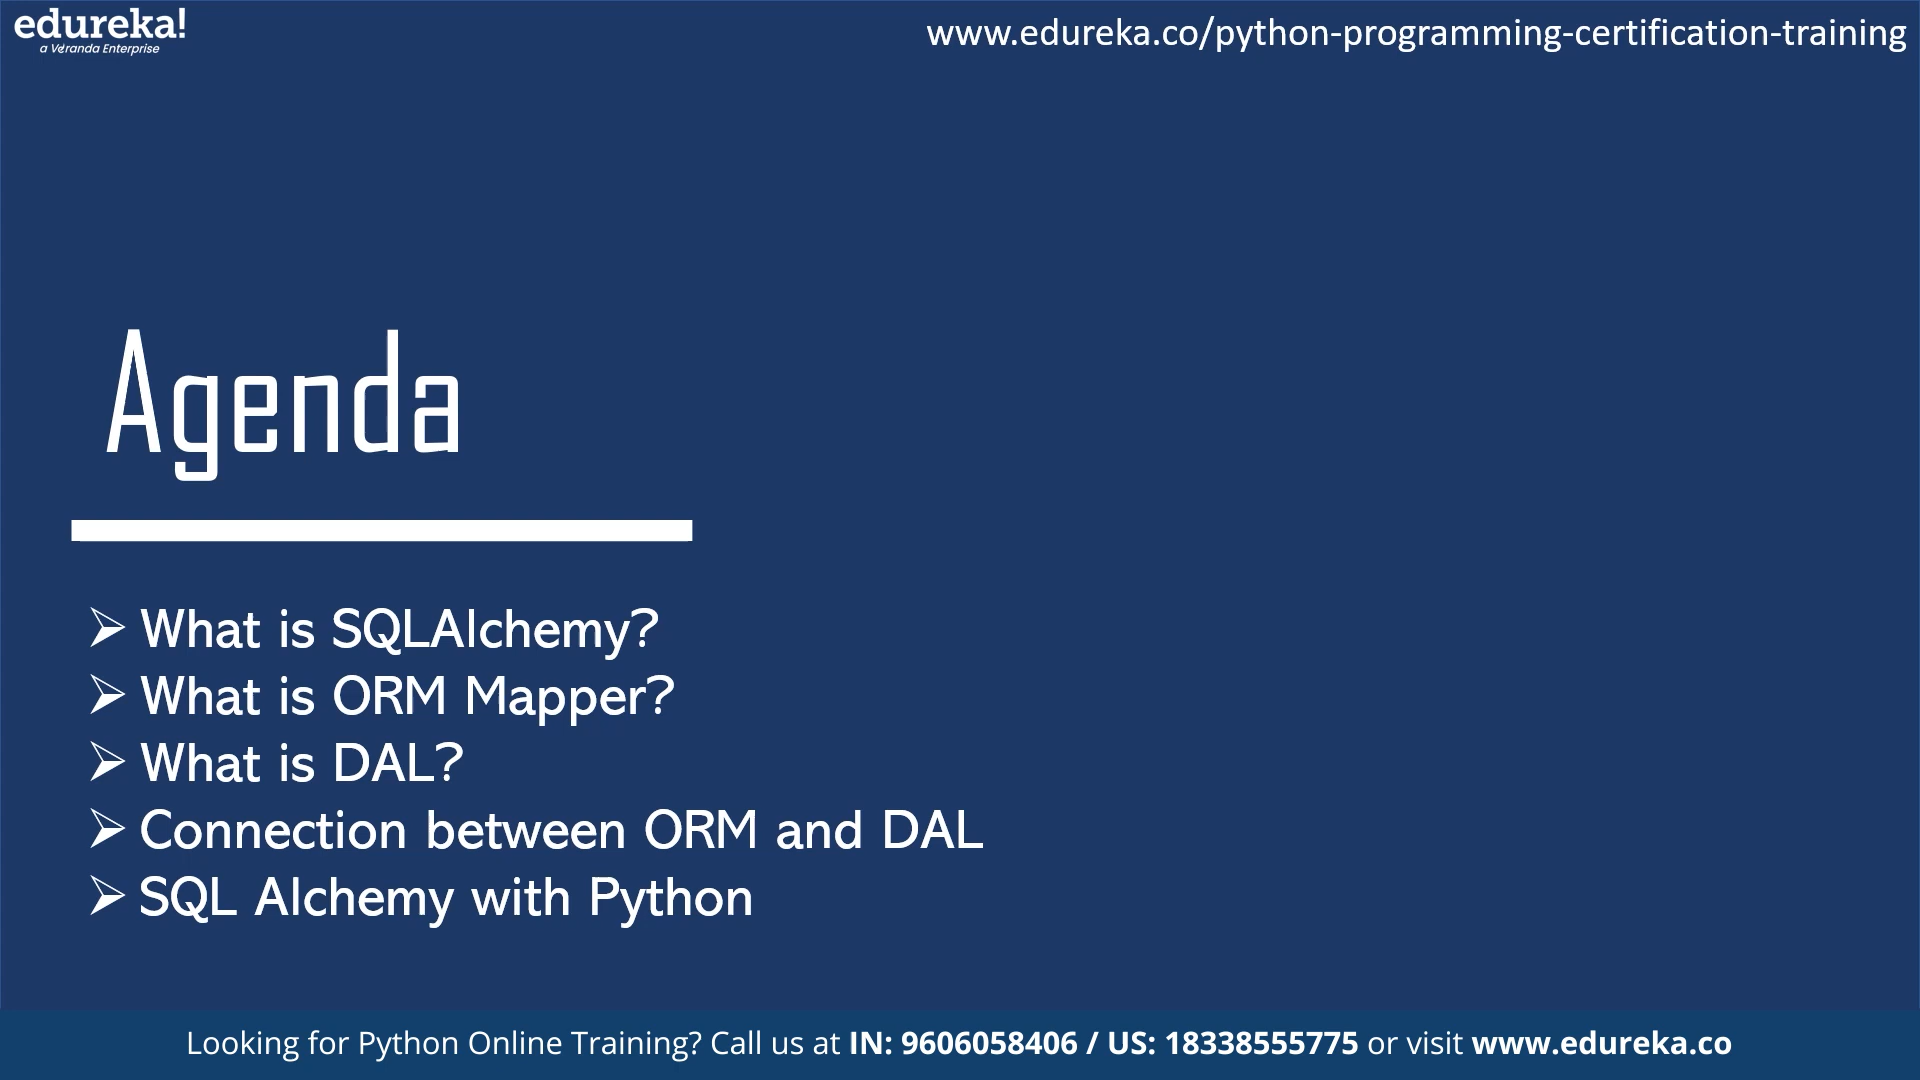 edureka!
a Veranda Enterprise
www.edureka.co/python-programming-certification-training
Agenda
➢ What is SQLAlchemy?
➢ What is ORM Mapper?
➢ What is DAL?
➢ Connection between ORM and DAL
➢ SQL Alchemy with Python
Looking for Python Online Training? Call us at IN: 9606058406 / US: 18338555775 or visit www.edureka.co